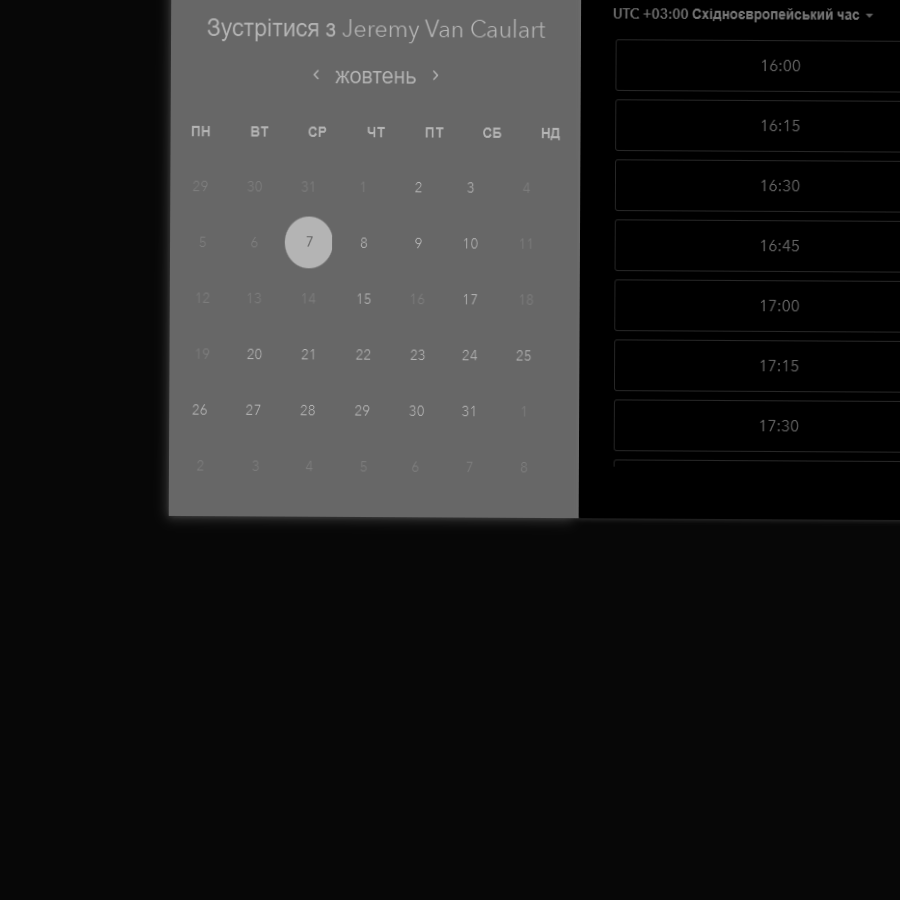 Зустрітися з Jeremy Van Caulart
‹ жовтень ›
ПН ВТ СР ЧТ ПТ СБ НД
29 30 31 1 2 3 4
5 6 7 8 9 10 11
12 13 14 15 16 17 18
19 20 21 22 23 24 25
26 27 28 29 30 31 1
2 3 4 5 6 7 8
UTC +03:00 Східноєвропейський час
16:00
16:15
16:30
16:45
17:00
17:15
17:30